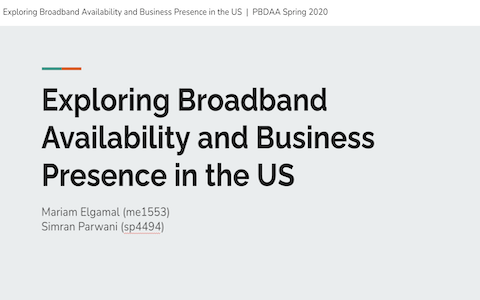 Exploring Broadband Availability and Business Presence in the US | PBDAA Spring 2020
Exploring Broadband
Availability and Business
Presence in the US
Mariam Elgamal (me1553)
Simran Parwani (sp4494)